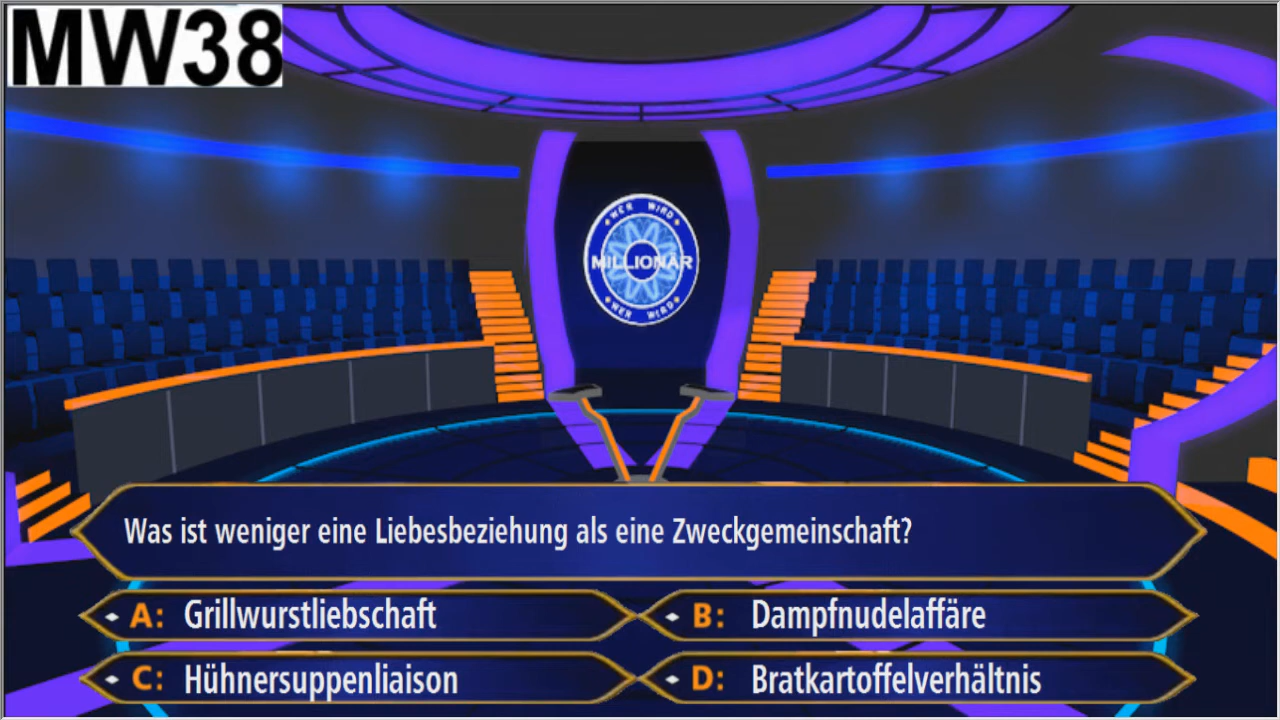 MW38
WER WIRD
MILLIONÄR
WER WIRD
Was ist weniger eine Liebesbeziehung als eine Zweckgemeinschaft?
A: Grillwurstliebschaft
B: Dampfnudelaffäre
C: Hühnersuppenliaison
D: Bratkartoffelverhältnis